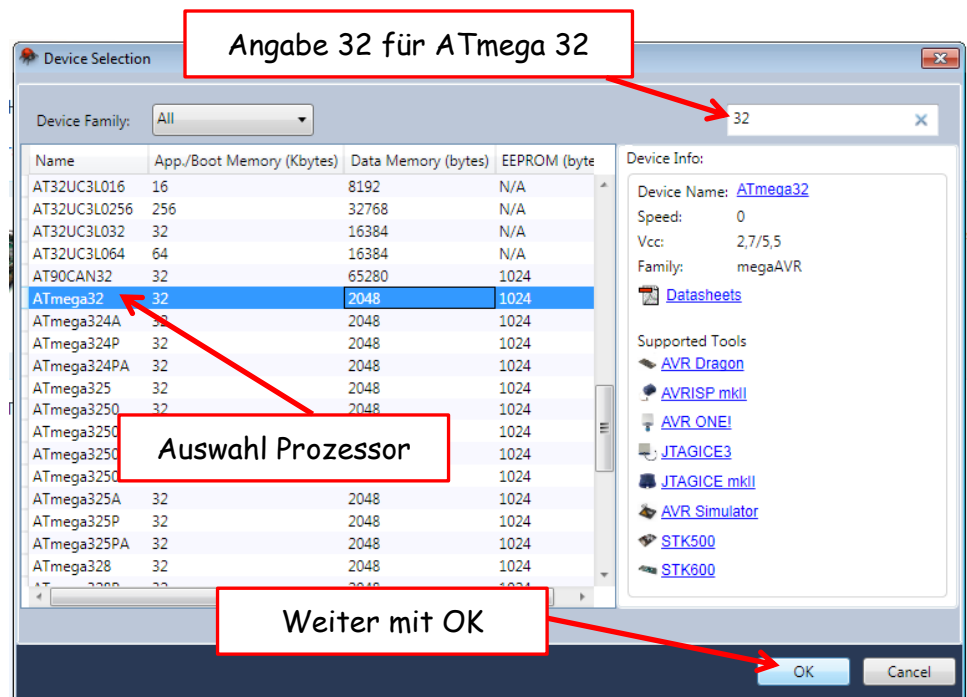 Angabe 32 für ATmega 32
Device Selection
Device Family: All 32
Name App./Boot Memory (Kbytes) Data Memory (bytes) EEPROM (byte
AT32UC3L016 16 8192 N/A
AT32UC3L0256 256 32768 N/A
AT32UC3L032 32 16384 N/A
AT32UC3L064 64 16384 N/A
AT90CAN32 32 65280 1024
ATmega32 32 2048 1024
ATmega324A 32 2048 1024
ATmega324P 32 2048 1024
ATmega324PA 32 2048 1024
ATmega325 32 2048 1024
ATmega3250 32 2048 1024
ATmega3250 1024
ATmega3250 1024
ATmega3250 1024
ATmega325A 32 2048 1024
ATmega325P 32 2048 1024
ATmega325PA 32 2048 1024
ATmega328 32 2048 1024
Auswahl Prozessor
Device Info:
Device Name: ATmega32
Speed: 0
Vcc: 2,7/5,5
Family: megaAVR
Datasheets
Supported Tools
AVR Dragon
AVRISP mkII
AVR ONE!
JTAGICE3
JTAGICE mkII
AVR Simulator
STK500
STK600
Weiter mit OK
OK Cancel